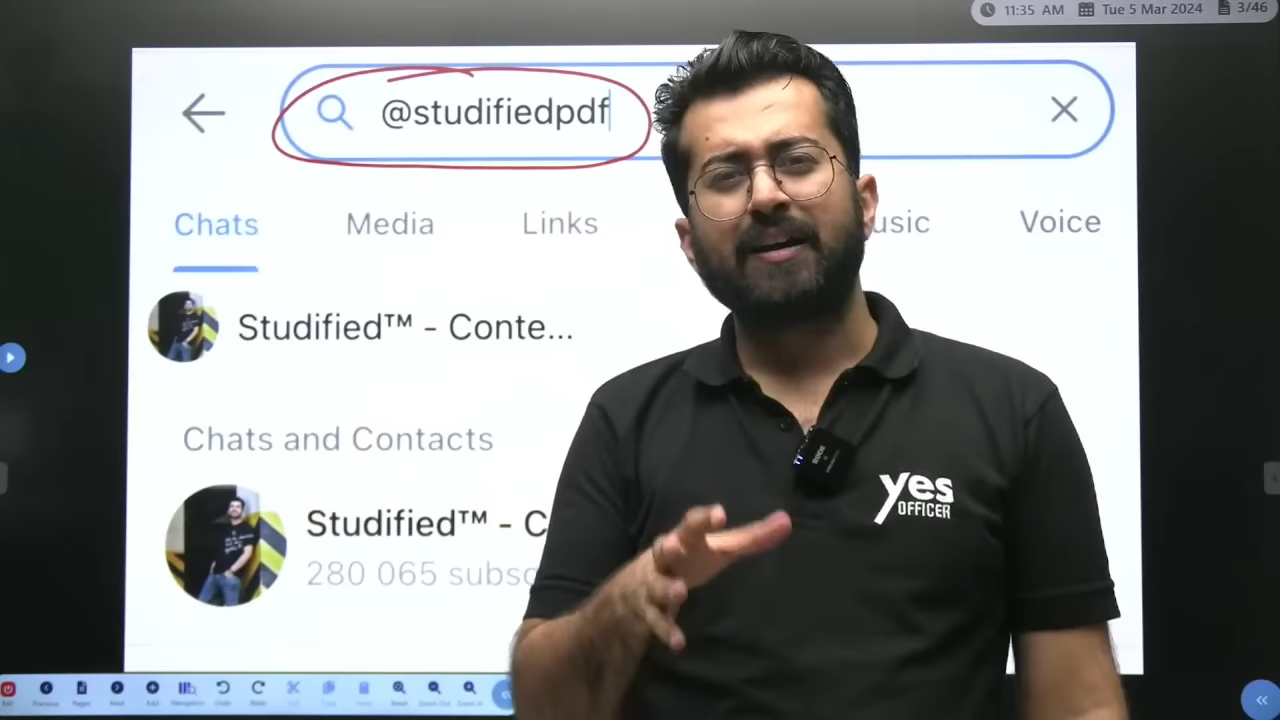 11:35 AM Tue 5 Mar 2024 3/46
@studifiedpdf
Chats Media Links usic Voice
Studified™ - Conte...
Chats and Contacts
Studified™ - C
280 065 subsc
yes
OFFICER